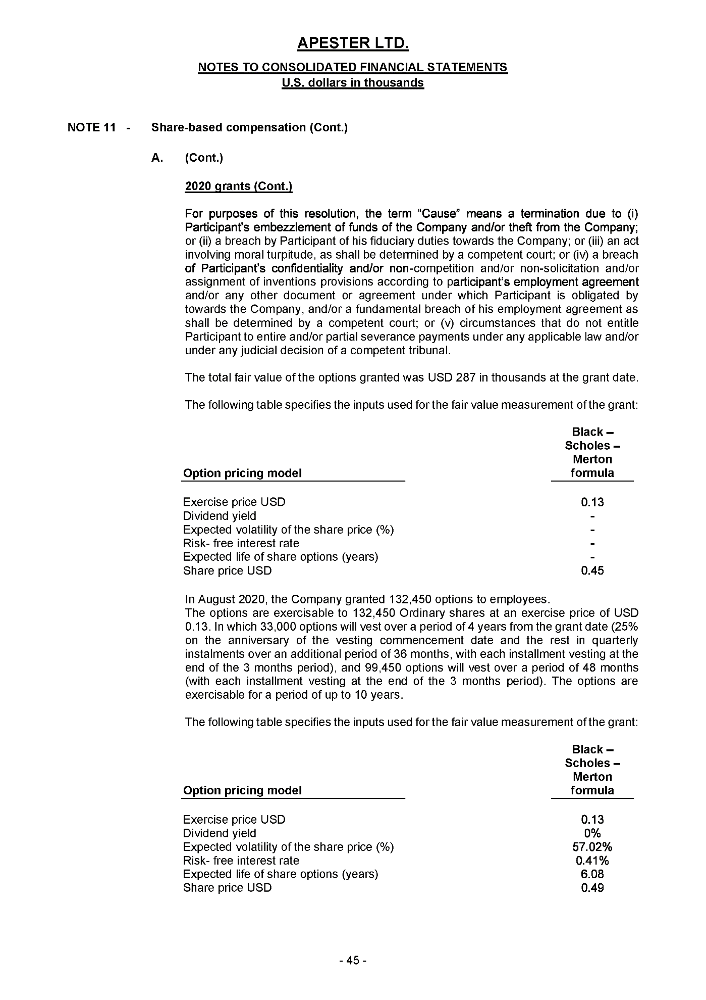 APESTER LTD.
NOTES TO CONSOLIDATED FINANCIAL STATEMENTS
U.S. dollars in thousands
NOTE 11 - Share-based compensation (Cont.)
A. (Cont.)
2020 grants (Cont.)
For purposes of this resolution, the term “Cause” means a termination due to (i)
Participant’s embezzlement of funds of the Company and/or theft from the Company;
or (ii) a breach by Participant of his fiduciary duties towards the Company; or (iii) an act
involving moral turpitude, as shall be determined by a competent court; or (iv) a breach
of Participant’s confidentiality and/or non-competition and/or non-solicitation and/or
assignment of inventions provisions according to participant’s employment agreement
and/or any other document or agreement under which Participant is obligated by
towards the Company, and/or a fundamental breach of his employment agreement as
shall be determined by a competent court; or (v) circumstances that do not entitle
Participant to entire and/or partial severance payments under any applicable law and/or
under any judicial decision of a competent tribunal.
The total fair value of the options granted was USD 287 in thousands at the grant date.
The following table specifies the inputs used for the fair value measurement of the grant:
Black –
Scholes –
Merton
Option pricing model formula
Exercise price USD 0.13
Dividend yield -
Expected volatility of the share price (%) -
Risk- free interest rate -
Expected life of share options (years) -
Share price USD 0.45
In August 2020, the Company granted 132,450 options to employees.
The options are exercisable to 132,450 Ordinary shares at an exercise price of USD
0.13. In which 33,000 options will vest over a period of 4 years from the grant date (25%
on the anniversary of the vesting commencement date and the rest in quarterly
instalments over an additional period of 36 months, with each installment vesting at the
end of the 3 months period), and 99,450 options will vest over a period of 48 months
(with each installment vesting at the end of the 3 months period). The options are
exercisable for a period of up to 10 years.
The following table specifies the inputs used for the fair value measurement of the grant:
Black –
Scholes –
Merton
Option pricing model formula
Exercise price USD 0.13
Dividend yield 0%
Expected volatility of the share price (%) 57.02%
Risk- free interest rate 0.41%
Expected life of share options (years) 6.08
Share price USD 0.49
- 45 -